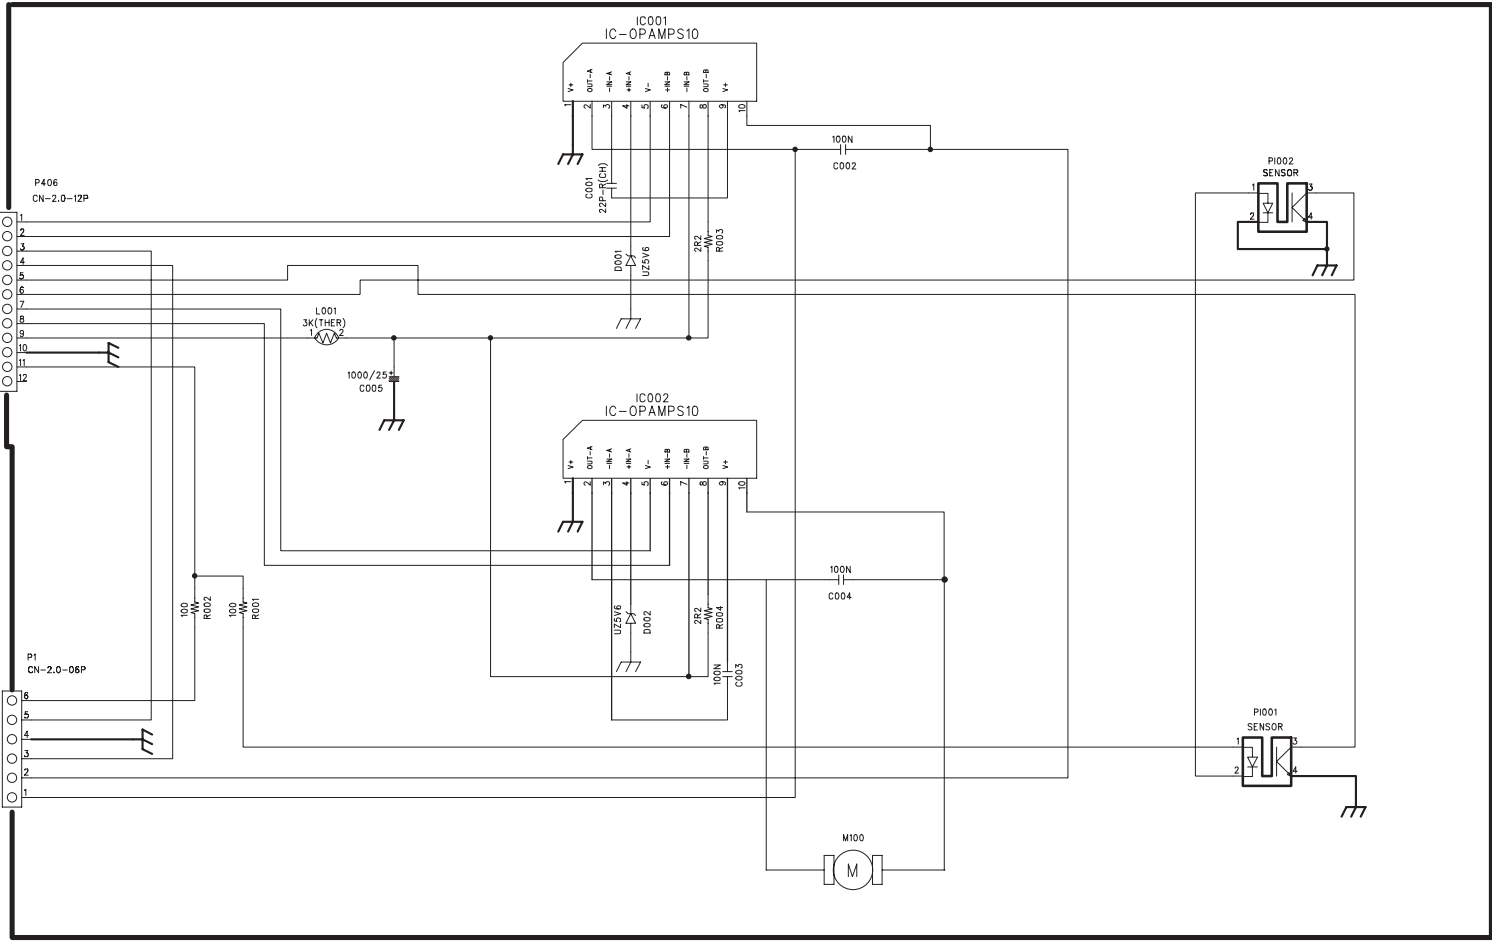 IC001
IC-OPAMPS10
V+
OUT-A
-IN-A
+IN-A
V-
+IN-B
-IN-B
OUT-B
V+
1
2
3
4
5
6
7
8
9
10
100N
C002
C001
22P-R(CH)
PI002
SENSOR
1
2
3
4
P406
CN-2.0-12P
1
2
3
4
5
6
7
8
9
10
11
12
D001
UZ5V6
2R2
R003
L001
3K(THER)
1
2
1000/25
+
C005
IC002
IC-OPAMPS10
V+
OUT-A
-IN-A
+IN-A
V-
+IN-B
-IN-B
OUT-B
V+
1
2
3
4
5
6
7
8
9
10
100N
C004
100
R002
100
R001
UZ5V6
D002
2R2
R004
100N
C003
P1
CN-2.0-06P
6
5
4
3
2
1
PI001
SENSOR
1
2
3
4
M100
M